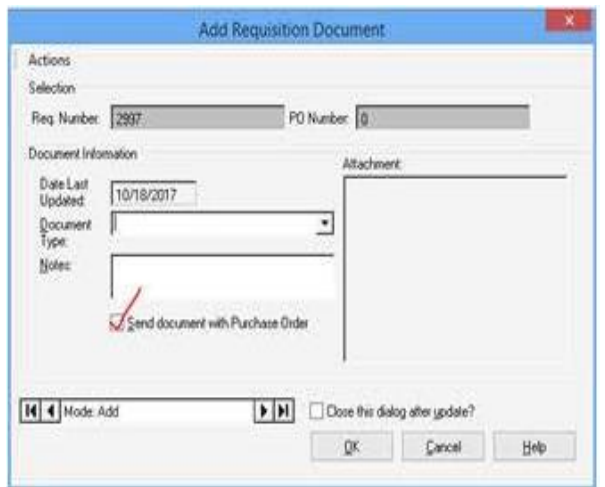 Add Requisition Document
Actions
Selection
Req. Number: 2997 PO Number: 0
Document Information
Attachment:
Date Last Updated: 10/18/2017
Document Type:
Notes:
Send document with Purchase Order
Mode: Add
Close this dialog after update?
OK Cancel Help